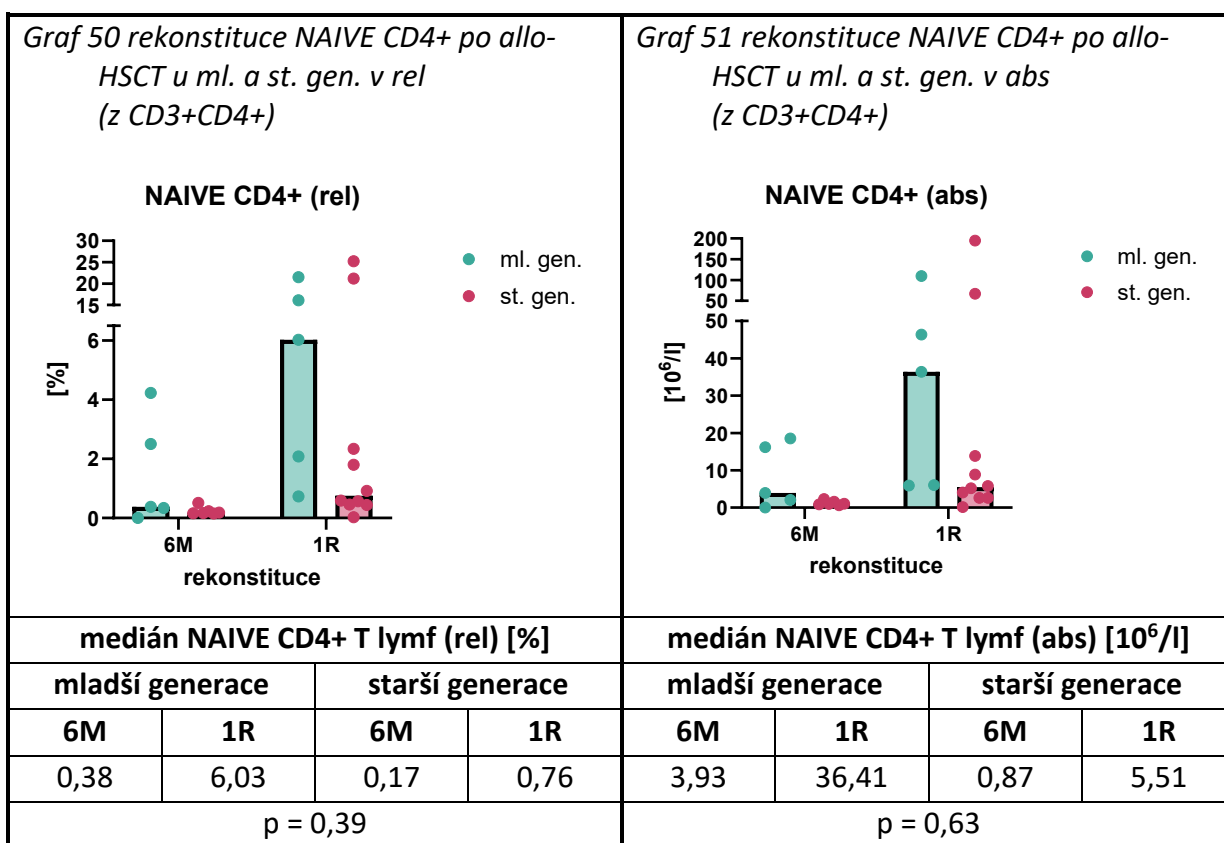 Graf 50 rekonstituce NAIVE CD4+ po allo-
HSCT u ml. a st. gen. v rel
(z CD3+CD4+)
NAIVE CD4+ (rel)
30
25
20
15
6
4
2
0
[%]
6M
1R
rekonstituce
ml. gen.
st. gen.
Graf 51 rekonstituce NAIVE CD4+ po allo-
HSCT u ml. a st. gen. v abs
(z CD3+CD4+)
NAIVE CD4+ (abs)
200
150
100
50
50
40
30
20
10
0
[10⁶/l]
6M
1R
rekonstituce
ml. gen.
st. gen.
medián NAIVE CD4+ T lymf (rel) [%]
medián NAIVE CD4+ T lymf (abs) [10⁶/l]
mladší generace
starší generace
mladší generace
starší generace
6M 1R 6M 1R 6M 1R 6M 1R
0,38 6,03 0,17 0,76 3,93 36,41 0,87 5,51
p = 0,39
p = 0,63